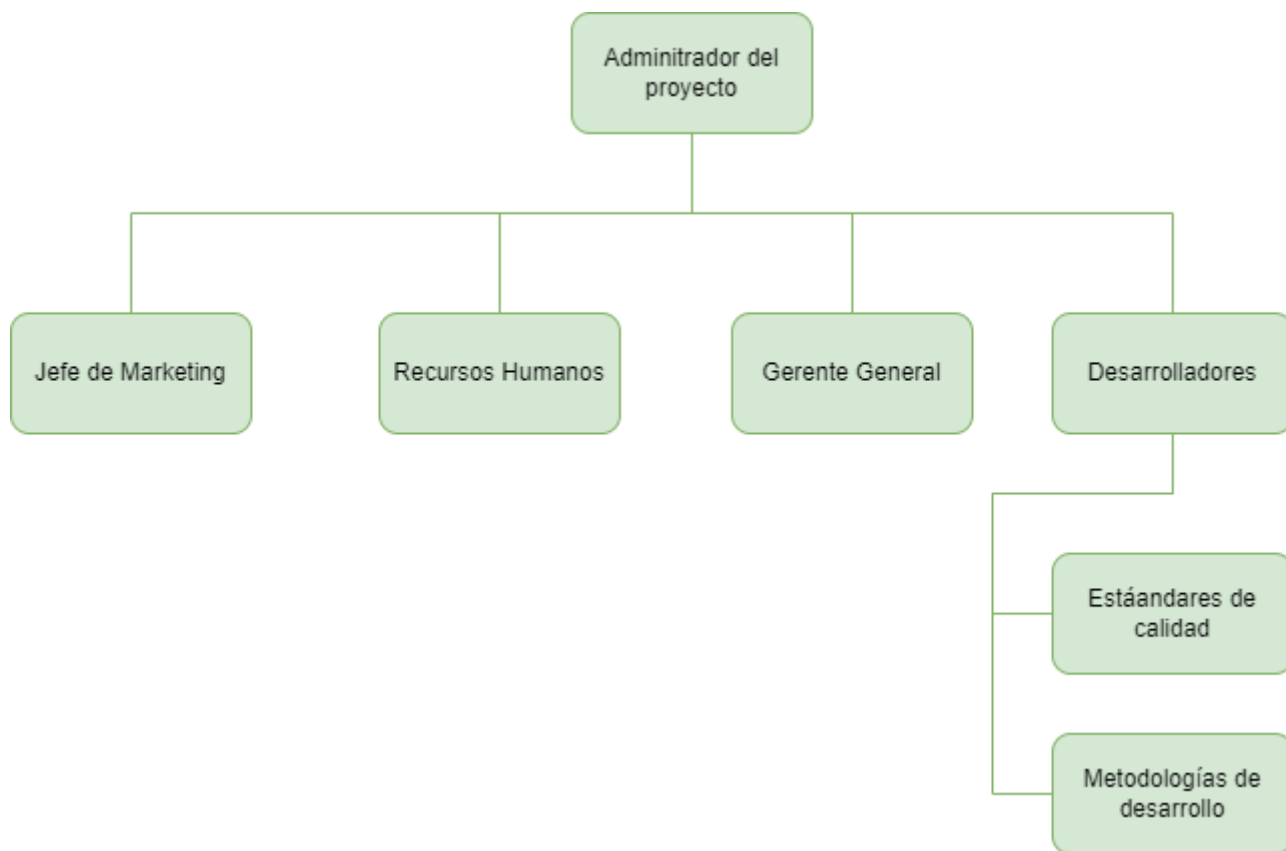 Adminitrador del
proyecto
Jefe de Marketing
Recursos Humanos
Gerente General
Desarrolladores
Estáandares de
calidad
Metodologías de
desarrollo